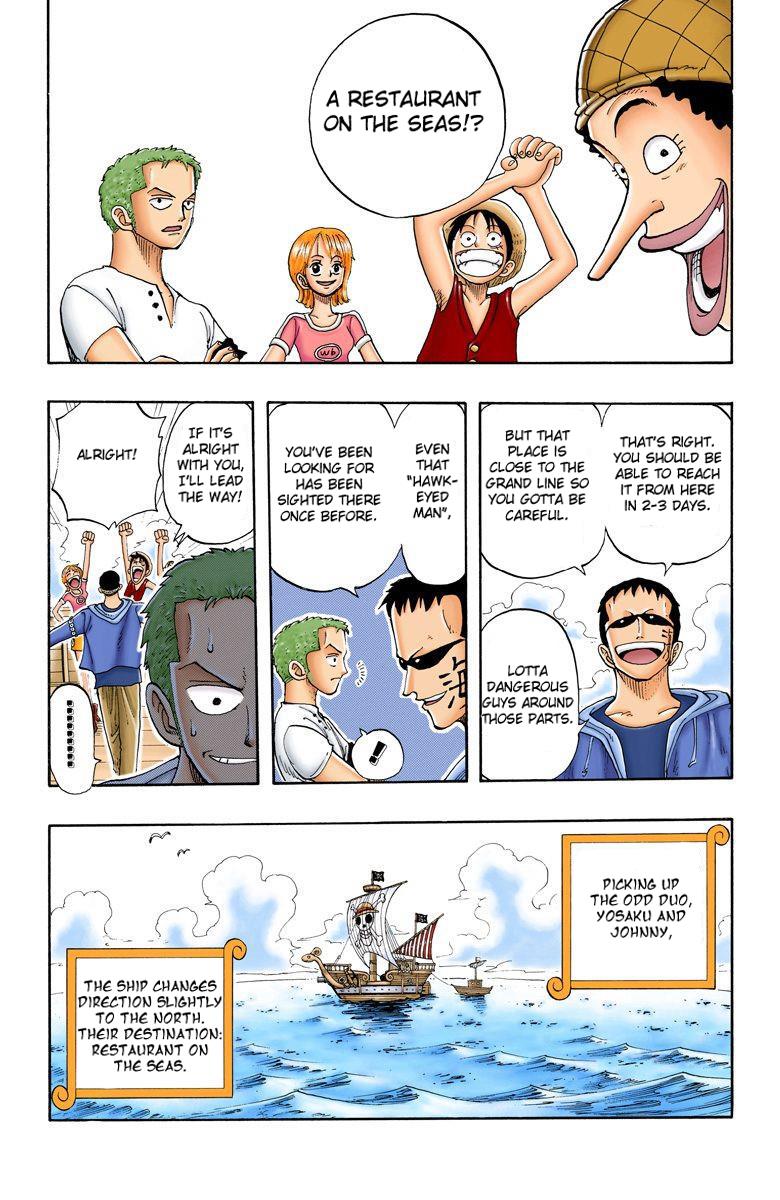 A RESTAURANT
ON THE SEAS!?
Wb
THAT'S RIGHT.
YOU SHOULD BE
ABLE TO REACH
IT FROM HERE
IN 2-3 DAYS.
BUT THAT
PLACE IS
CLOSE TO THE
GRAND LINE SO
YOU GOTTA BE
CAREFUL.
LOTTA
DANGEROUS
GUYS AROUND
THOSE PARTS.
EVEN
THAT
"HAWK-
EYED
MAN",
YOU'VE BEEN
LOOKING FOR
HAS BEEN
SIGHTED THERE
ONCE BEFORE.
海
!
IF IT'S
ALRIGHT
WITH YOU,
I'LL LEAD
THE WAY!
ALRIGHT!
PICKING UP
THE ODD DUO,
YOSAKU AND
JOHNNY,
THE SHIP CHANGES
DIRECTION SLIGHTLY
TO THE NORTH.
THEIR DESTINATION:
RESTAURANT ON
THE SEAS.